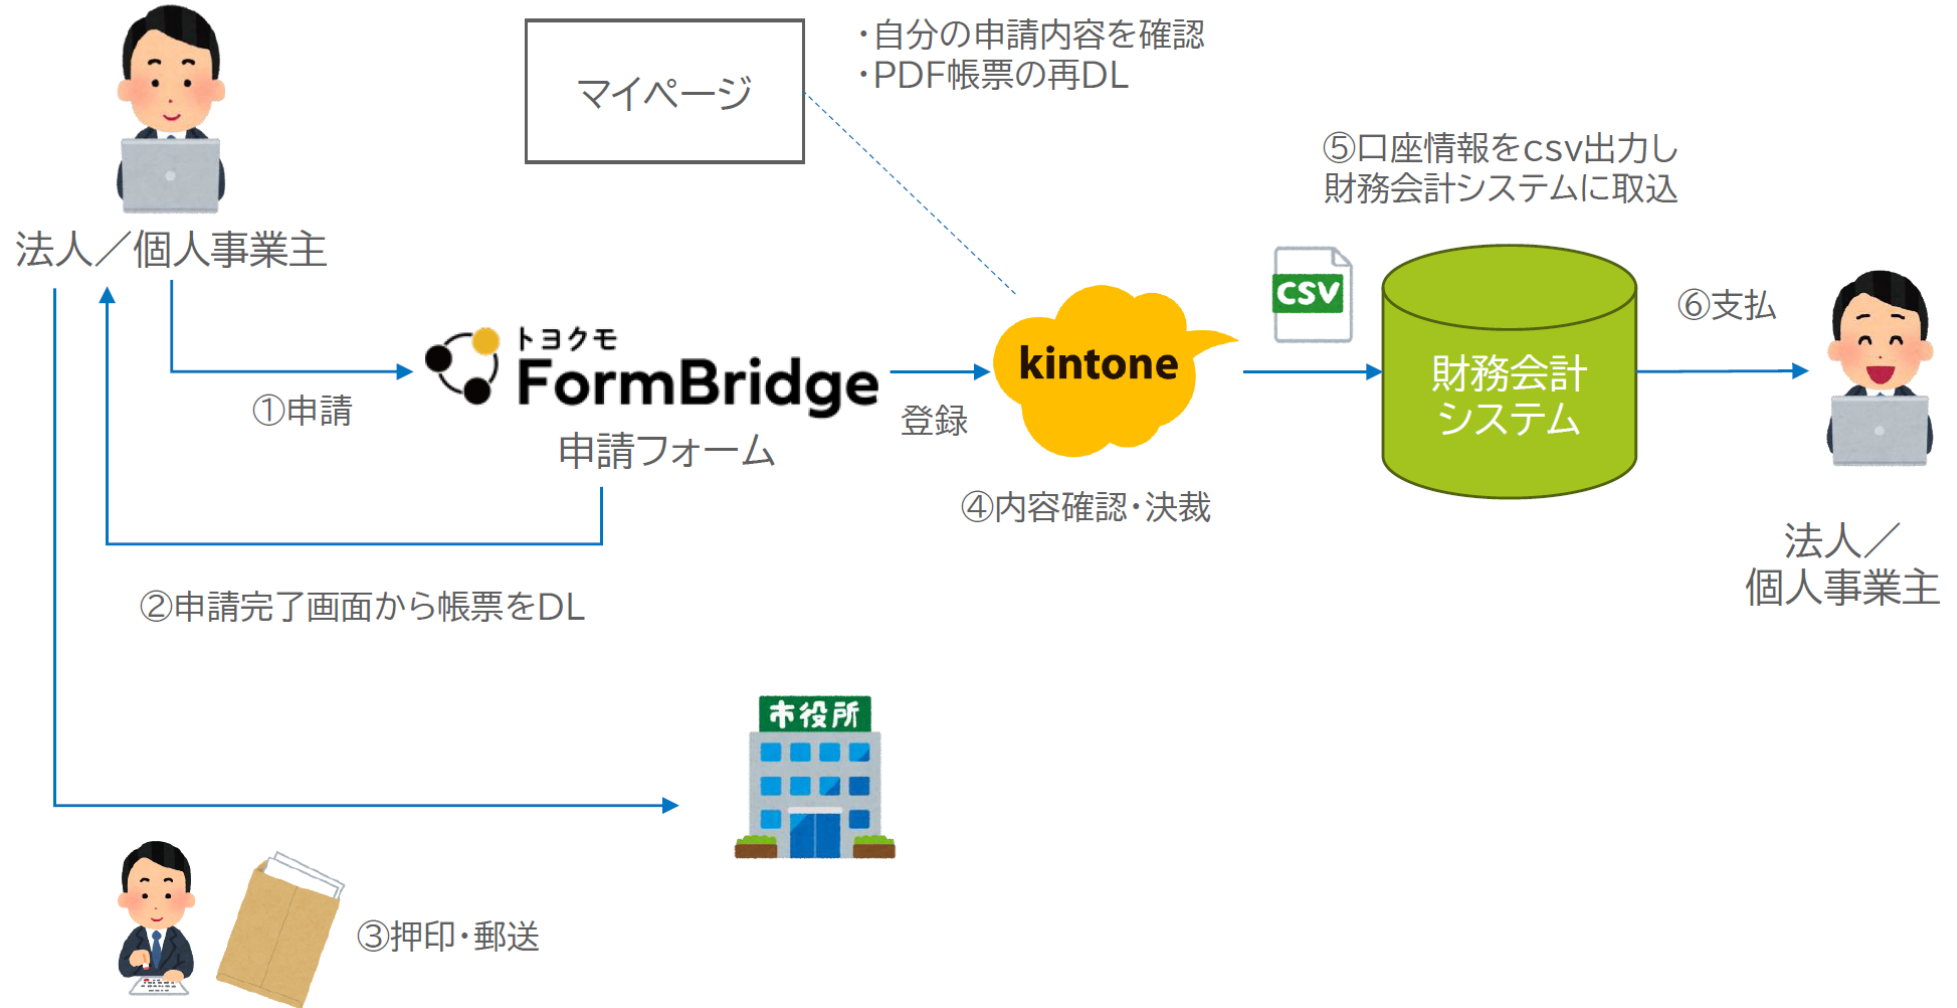 マイページ
・自分の申請内容を確認
・PDF帳票の再DL
⑤口座情報をcsv出力し
財務会計システムに取込
法人／個人事業主
CSV
⑥支払
トヨクモ
FormBridge
申請フォーム
①申請
登録
kintone
財務会計
システム
④内容確認・決裁
法人／
個人事業主
②申請完了画面から帳票をDL
市役所
③押印・郵送